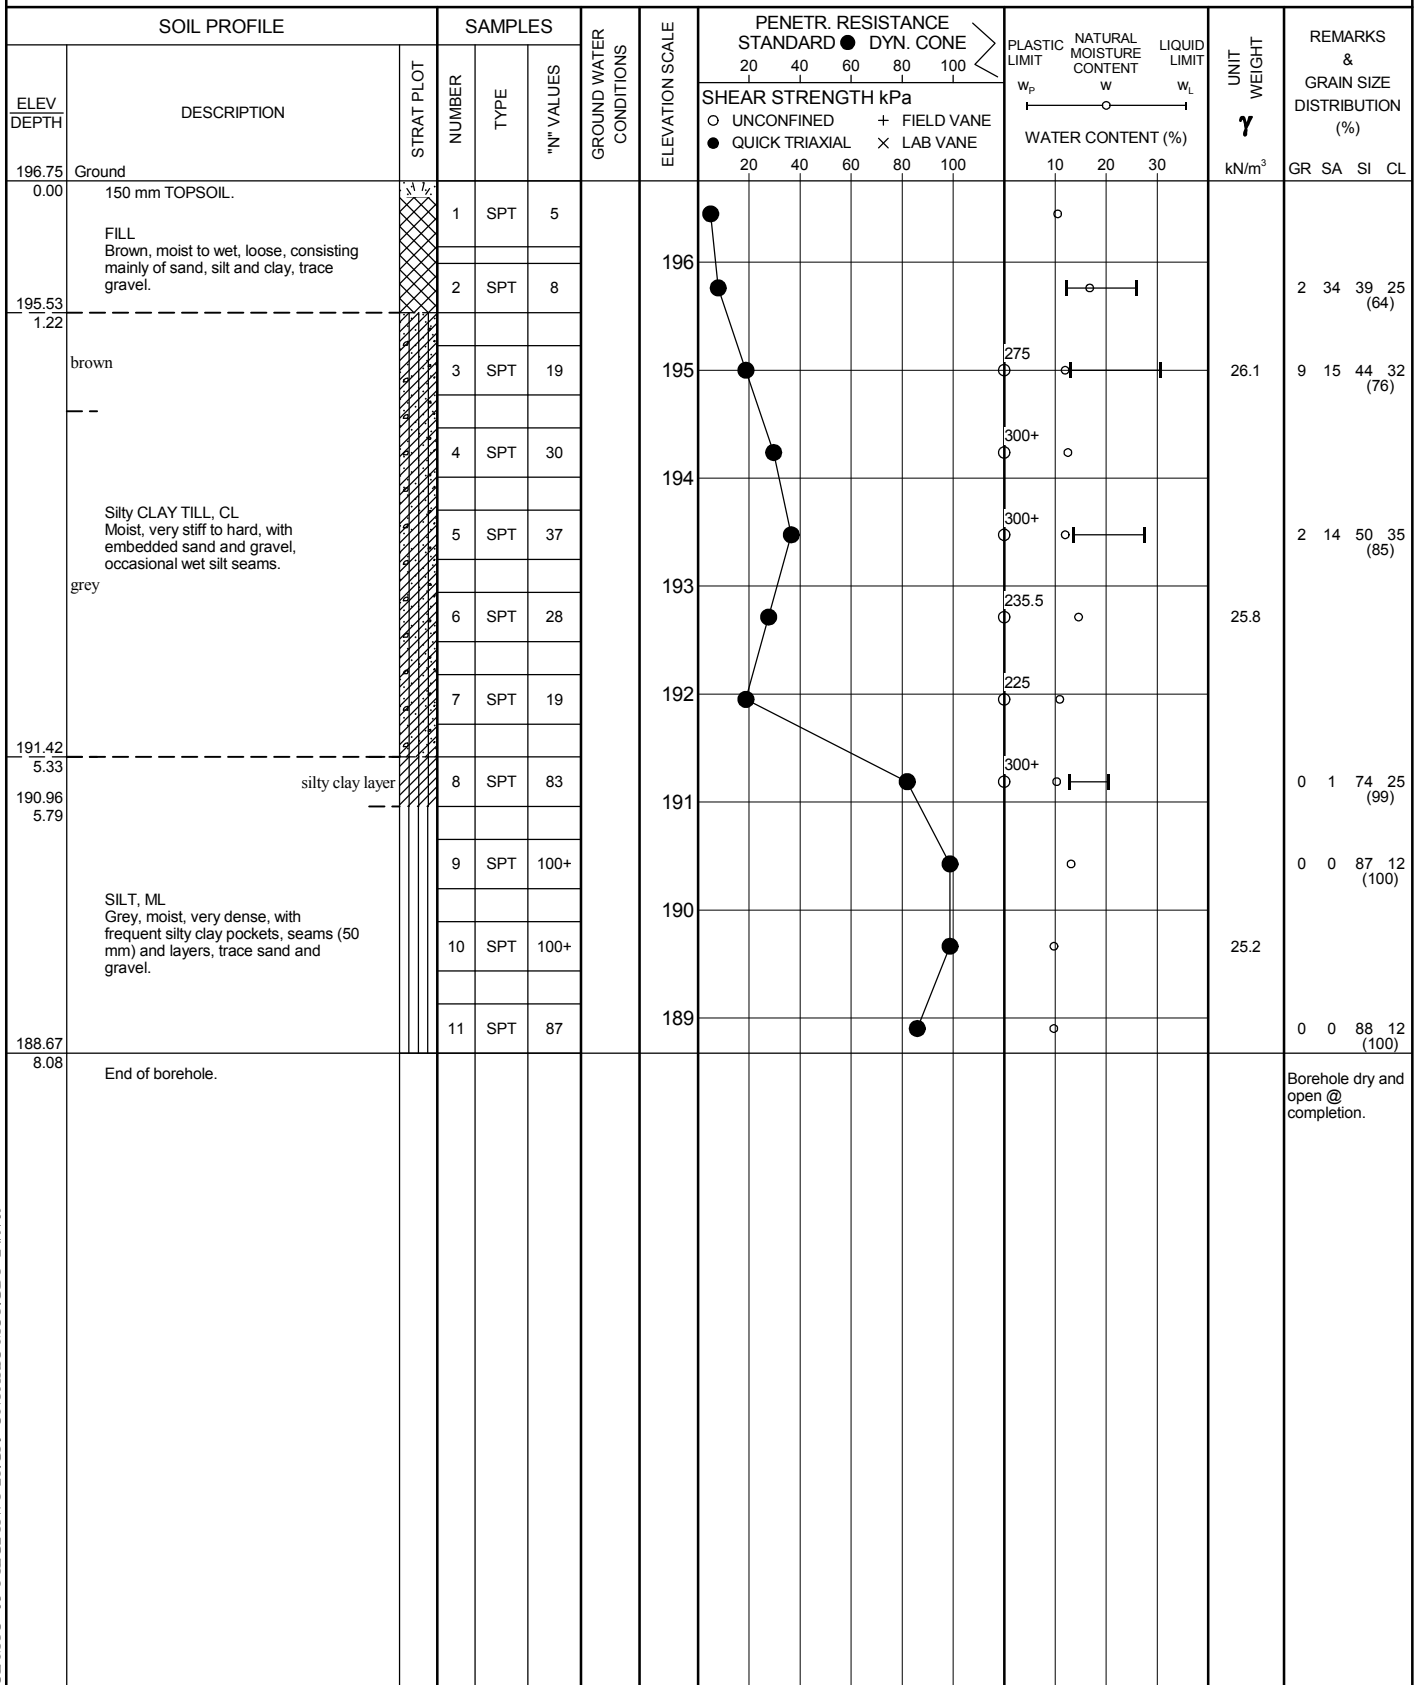 SOIL PROFILE
SAMPLES
GROUND WATER
CONDITIONS
ELEVATION SCALE
PENETR. RESISTANCE
STANDARD ● DYN. CONE
20 40 60 80 100
SHEAR STRENGTH kPa
○ UNCONFINED + FIELD VANE
● QUICK TRIAXIAL × LAB VANE
20 40 60 80 100
PLASTIC LIMIT
NATURAL MOISTURE CONTENT
LIQUID LIMIT
wP w wL
WATER CONTENT (%)
10 20 30
UNIT WEIGHT
γ
kN/m³
REMARKS
&
GRAIN SIZE
DISTRIBUTION
(%)
GR SA SI CL
ELEV
DEPTH
DESCRIPTION
STRAT PLOT
NUMBER
TYPE
"N" VALUES
196.75 Ground
0.00 150 mm TOPSOIL.
1 SPT 5
FILL
Brown, moist to wet, loose, consisting
mainly of sand, silt and clay, trace
gravel.
196
2 SPT 8
2 34 39 25
(64)
195.53
1.22
brown
3 SPT 19
195
275
26.1
9 15 44 32
(76)
4 SPT 30
300+
194
Silty CLAY TILL, CL
Moist, very stiff to hard, with
embedded sand and gravel,
occasional wet silt seams.
5 SPT 37
300+
2 14 50 35
(85)
grey
193
6 SPT 28
235.5
25.8
7 SPT 19
192
225
191.42
5.33
silty clay layer
8 SPT 83
300+
0 1 74 25
(99)
190.96
5.79
191
9 SPT 100+
0 0 87 12
(100)
SILT, ML
Grey, moist, very dense, with
frequent silty clay pockets, seams (50
mm) and layers, trace sand and
gravel.
190
10 SPT 100+
25.2
189
11 SPT 87
0 0 88 12
(100)
188.67
8.08
End of borehole.
Borehole dry and
open @
completion.